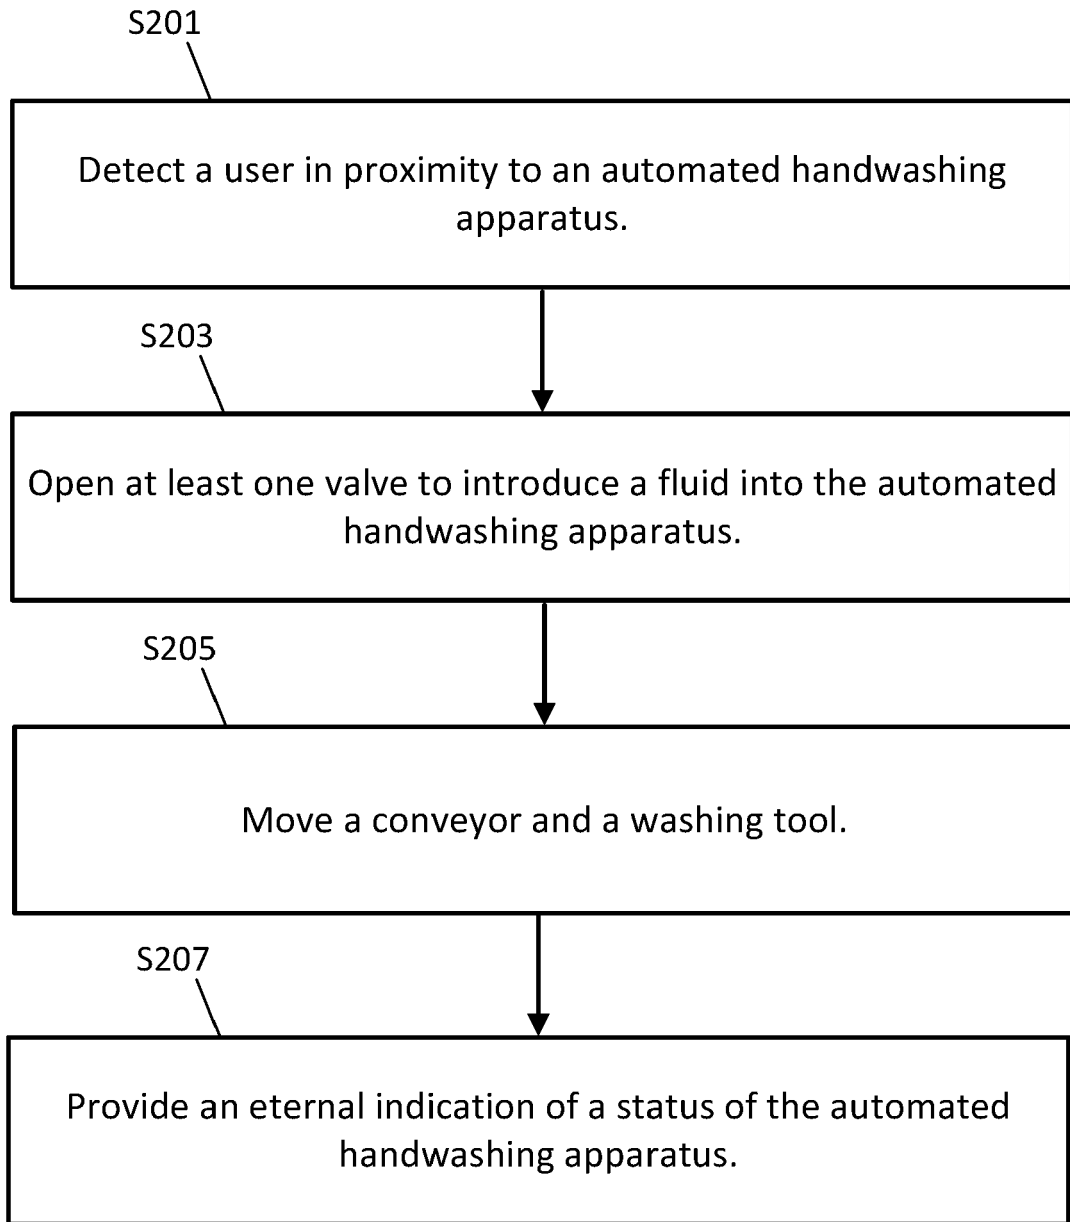 S201
Detect a user in proximity to an automated handwashing
apparatus.
S203
Open at least one valve to introduce a fluid into the automated
handwashing apparatus.
S205
Move a conveyor and a washing tool.
S207
Provide an eternal indication of a status of the automated
handwashing apparatus.